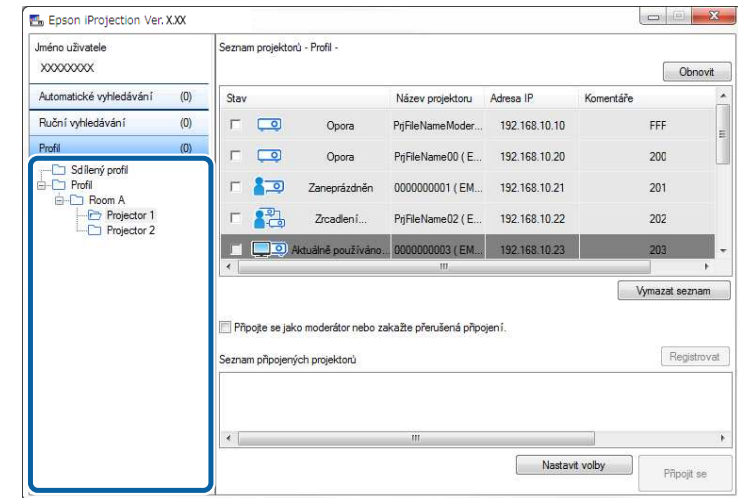 Epson iProjection Ver. X.XX
Jméno uživatele
XXXXXXXX
Automatické vyhledávání (0)
Ruční vyhledávání (0)
Profil (0)
Sdílený profil
Profil
Room A
Projector 1
Projector 2
Seznam projektorů - Profil -
Obnovit
Stav Název projektoru Adresa IP Komentáře
Opora PrjFileNameModer... 192.168.10.10 FFF
Opora PrjFileName00 ( E... 192.168.10.20 200
Zaneprázdněn 0000000001 ( EM... 192.168.10.21 201
Zrcadlení... PrjFileName02 ( E... 192.168.10.22 202
Aktuálně používáno... 0000000003 ( EM... 192.168.10.23 203
Vymazat seznam
Připojte se jako moderátor nebo zakažte přerušená připojení.
Seznam připojených projektorů
Registrovat
Nastavit volby
Připojit se